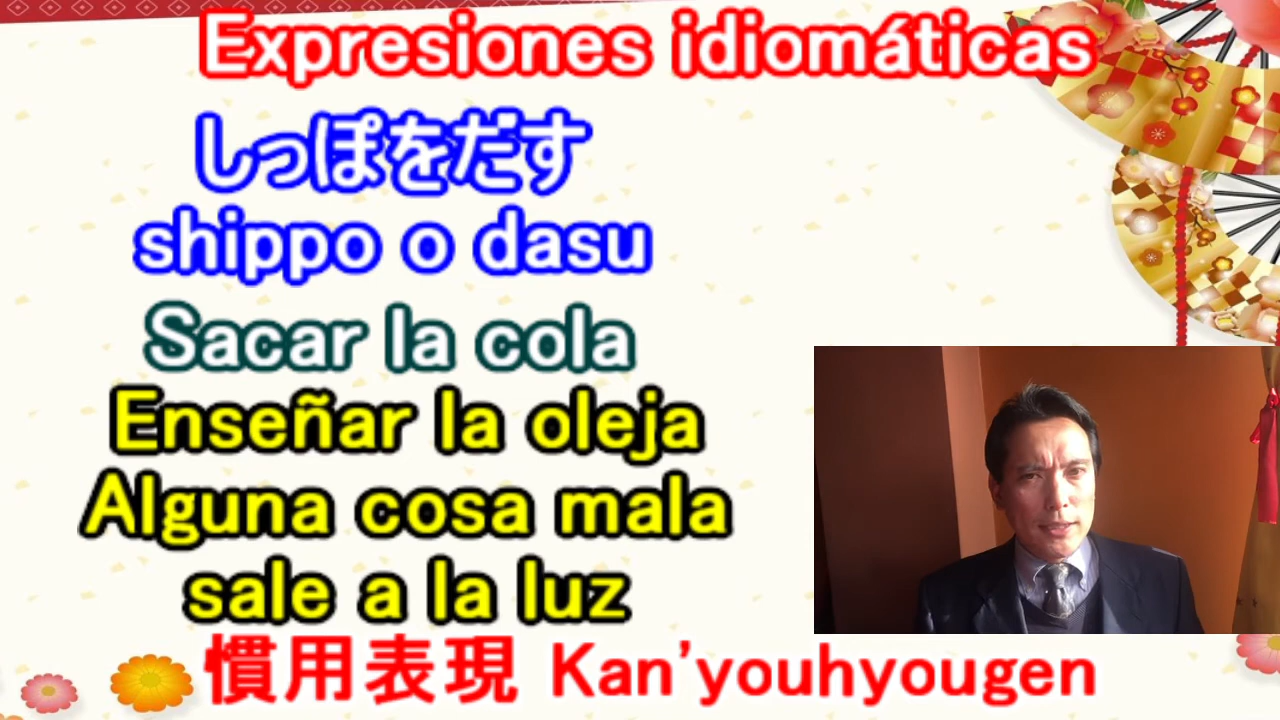 Expresiones idiomáticas
しっぽをだす
shippo o dasu
Sacar la cola
Enseñar la oleja
Alguna cosa mala
sale a la luz
慣用表現 Kan'youhyougen